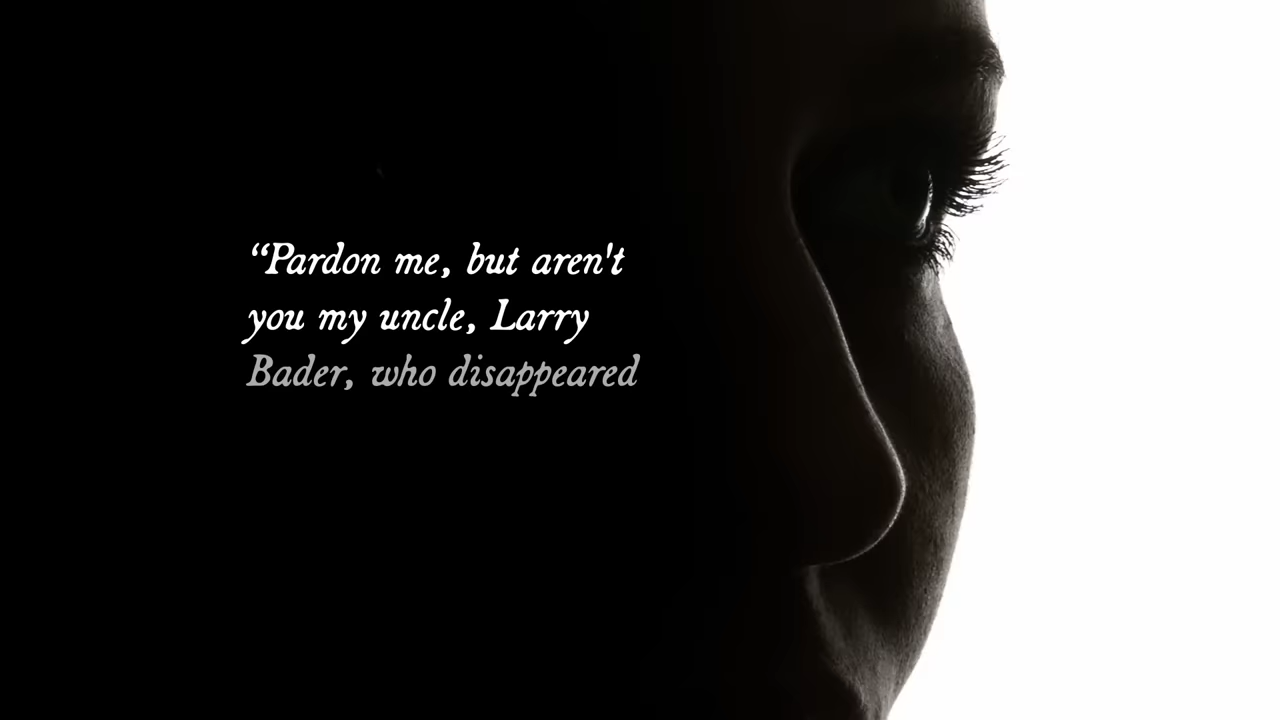 “Pardon me, but aren't
you my uncle, Larry
Bader, who disappeared